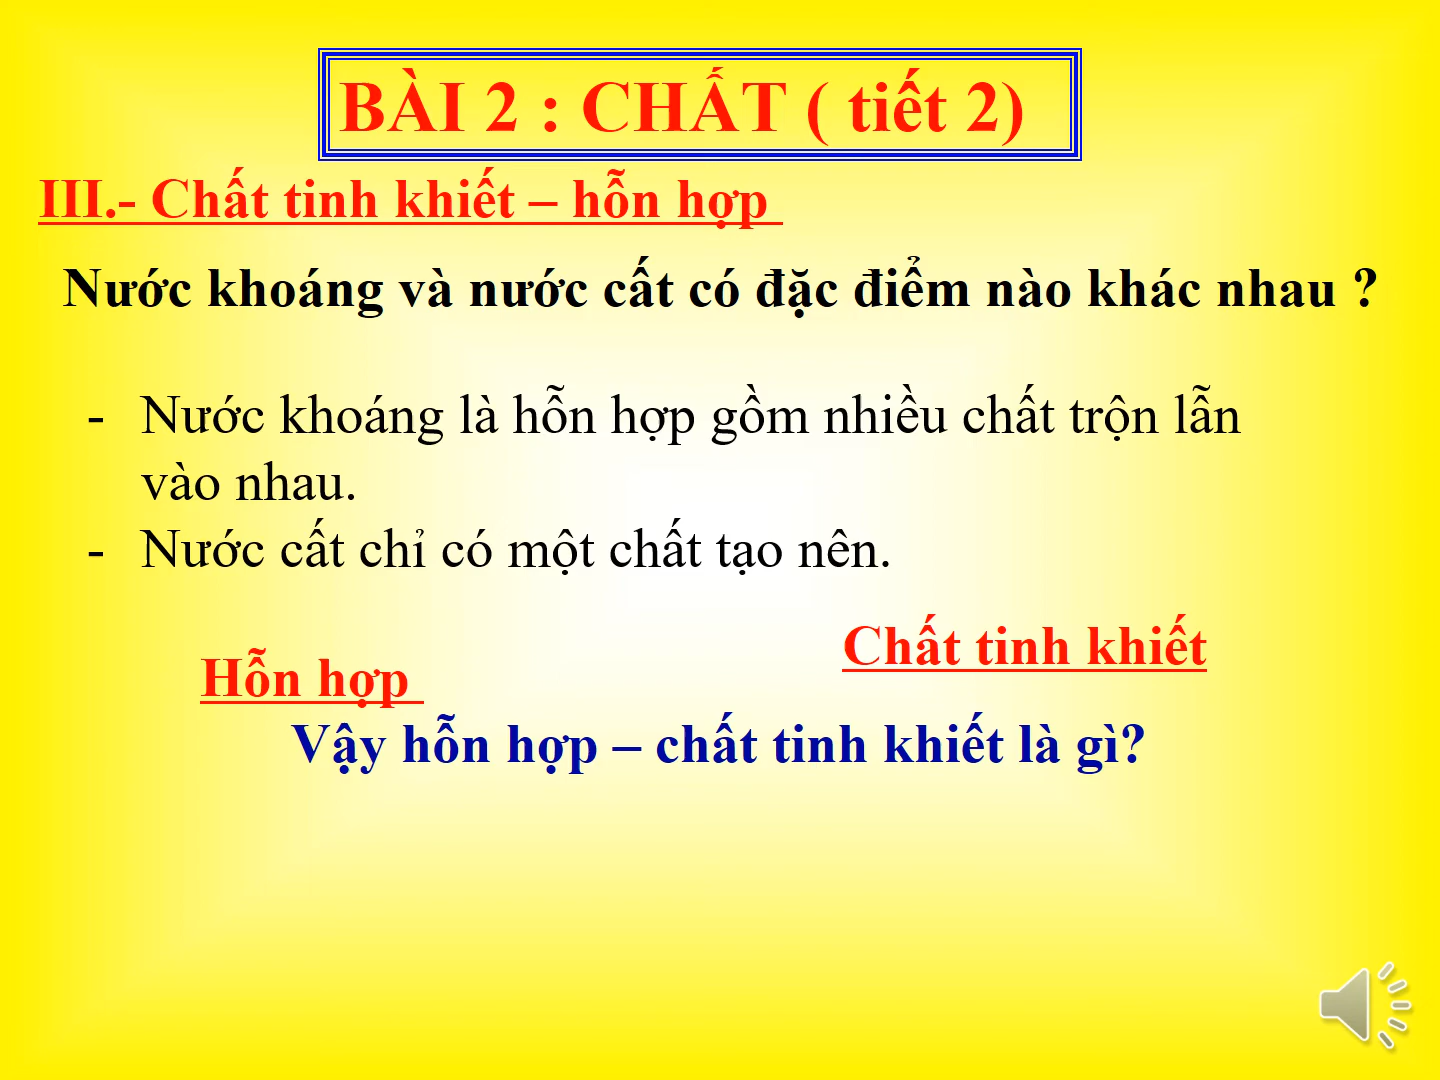 BÀI 2 : CHẤT ( tiết 2)
III.- Chất tinh khiết – hỗn hợp
Nước khoáng và nước cất có đặc điểm nào khác nhau ?
- Nước khoáng là hỗn hợp gồm nhiều chất trộn lẫn
vào nhau.
- Nước cất chỉ có một chất tạo nên.
Chất tinh khiết
Hỗn hợp
Vậy hỗn hợp – chất tinh khiết là gì?